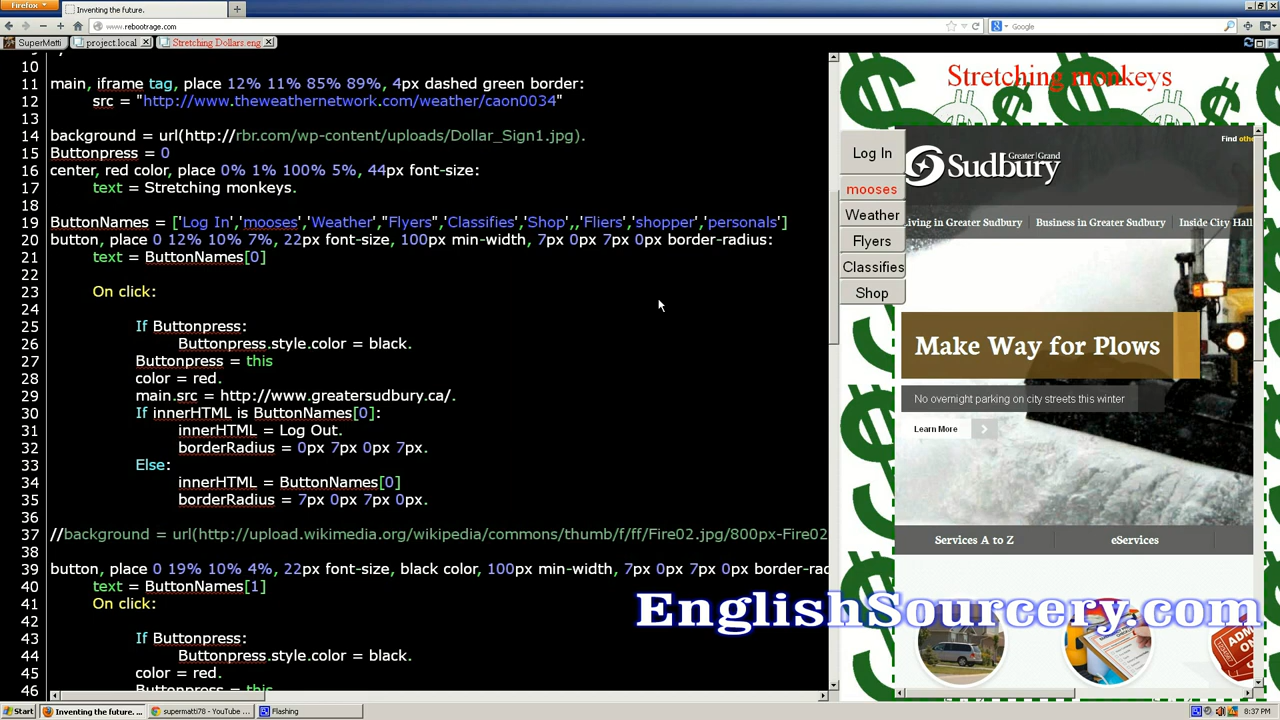 Firefox
Inventing the future.
+
www.rebootrage.com
Google
SuperMatti
project.local
Stretching Dollars.eng
10
11 main, iframe tag, place 12% 11% 85% 89%, 4px dashed green border:
12 src = "http://www.theweathernetwork.com/weather/caon0034"
13
14 background = url(http://rbr.com/wp-content/uploads/Dollar_Sign1.jpg).
15 Buttonpress = 0
16 center, red color, place 0% 1% 100% 5%, 44px font-size:
17 text = Stretching monkeys.
18
19 ButtonNames = ['Log In','mooses','Weather',"Flyers",'Classifies','Shop',,'Fliers','shopper','personals']
20 button, place 0 12% 10% 7%, 22px font-size, 100px min-width, 7px 0px 7px 0px border-radius:
21 text = ButtonNames[0]
22
23 On click:
24
25 If Buttonpress:
26 Buttonpress.style.color = black.
27 Buttonpress = this
28 color = red.
29 main.src = http://www.greatersudbury.ca/.
30 If innerHTML is ButtonNames[0]:
31 innerHTML = Log Out.
32 borderRadius = 0px 7px 0px 7px.
33 Else:
34 innerHTML = ButtonNames[0]
35 borderRadius = 7px 0px 7px 0px.
36
37 //background = url(http://upload.wikimedia.org/wikipedia/commons/thumb/f/ff/Fire02.jpg/800px-Fire02
38
39 button, place 0 19% 10% 4%, 22px font-size, black color, 100px min-width, 7px 0px 7px 0px border-rad
40 text = ButtonNames[1]
41 On click:
42
43 If Buttonpress:
44 Buttonpress.style.color = black.
45 color = red.
46 Buttonpress = this
Stretching monkeys
Log In
mooses
Weather
Flyers
Classifies
Shop
Find othe
Greater | Grand
Sudbury
Living in Greater Sudbury
Business in Greater Sudbury
Inside City Hall
Make Way for Plows
No overnight parking on city streets this winter
Learn More
Services A to Z
eServices
ADM
ON
EnglishSourcery.com
Start
Inventing the future. ...
supermatti78 - YouTube ...
Flashing
8:37 PM